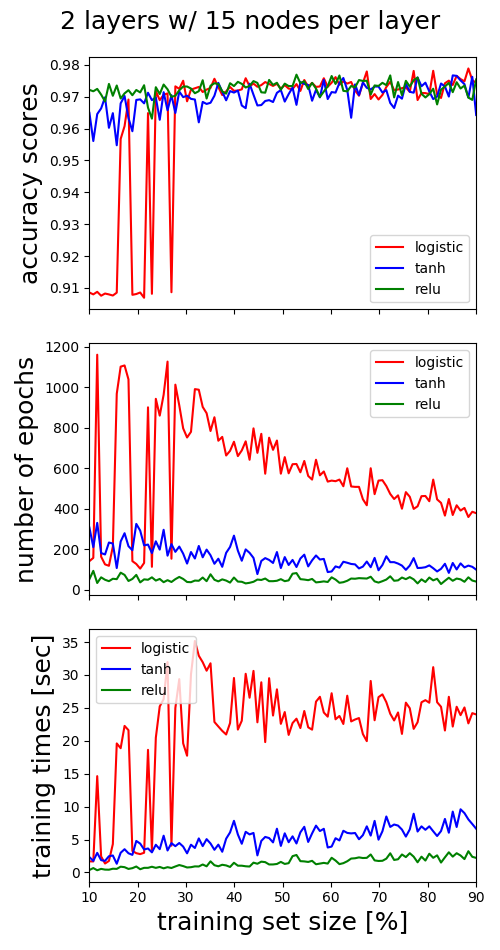 2 layers w/ 15 nodes per layer
accuracy scores
0.98
0.97
0.96
0.95
0.94
0.93
0.92
0.91
logistic
tanh
relu
number of epochs
1200
1000
800
600
400
200
0
logistic
tanh
relu
training times [sec]
35
30
25
20
15
10
5
0
logistic
tanh
relu
10 20 30 40 50 60 70 80 90
training set size [%]